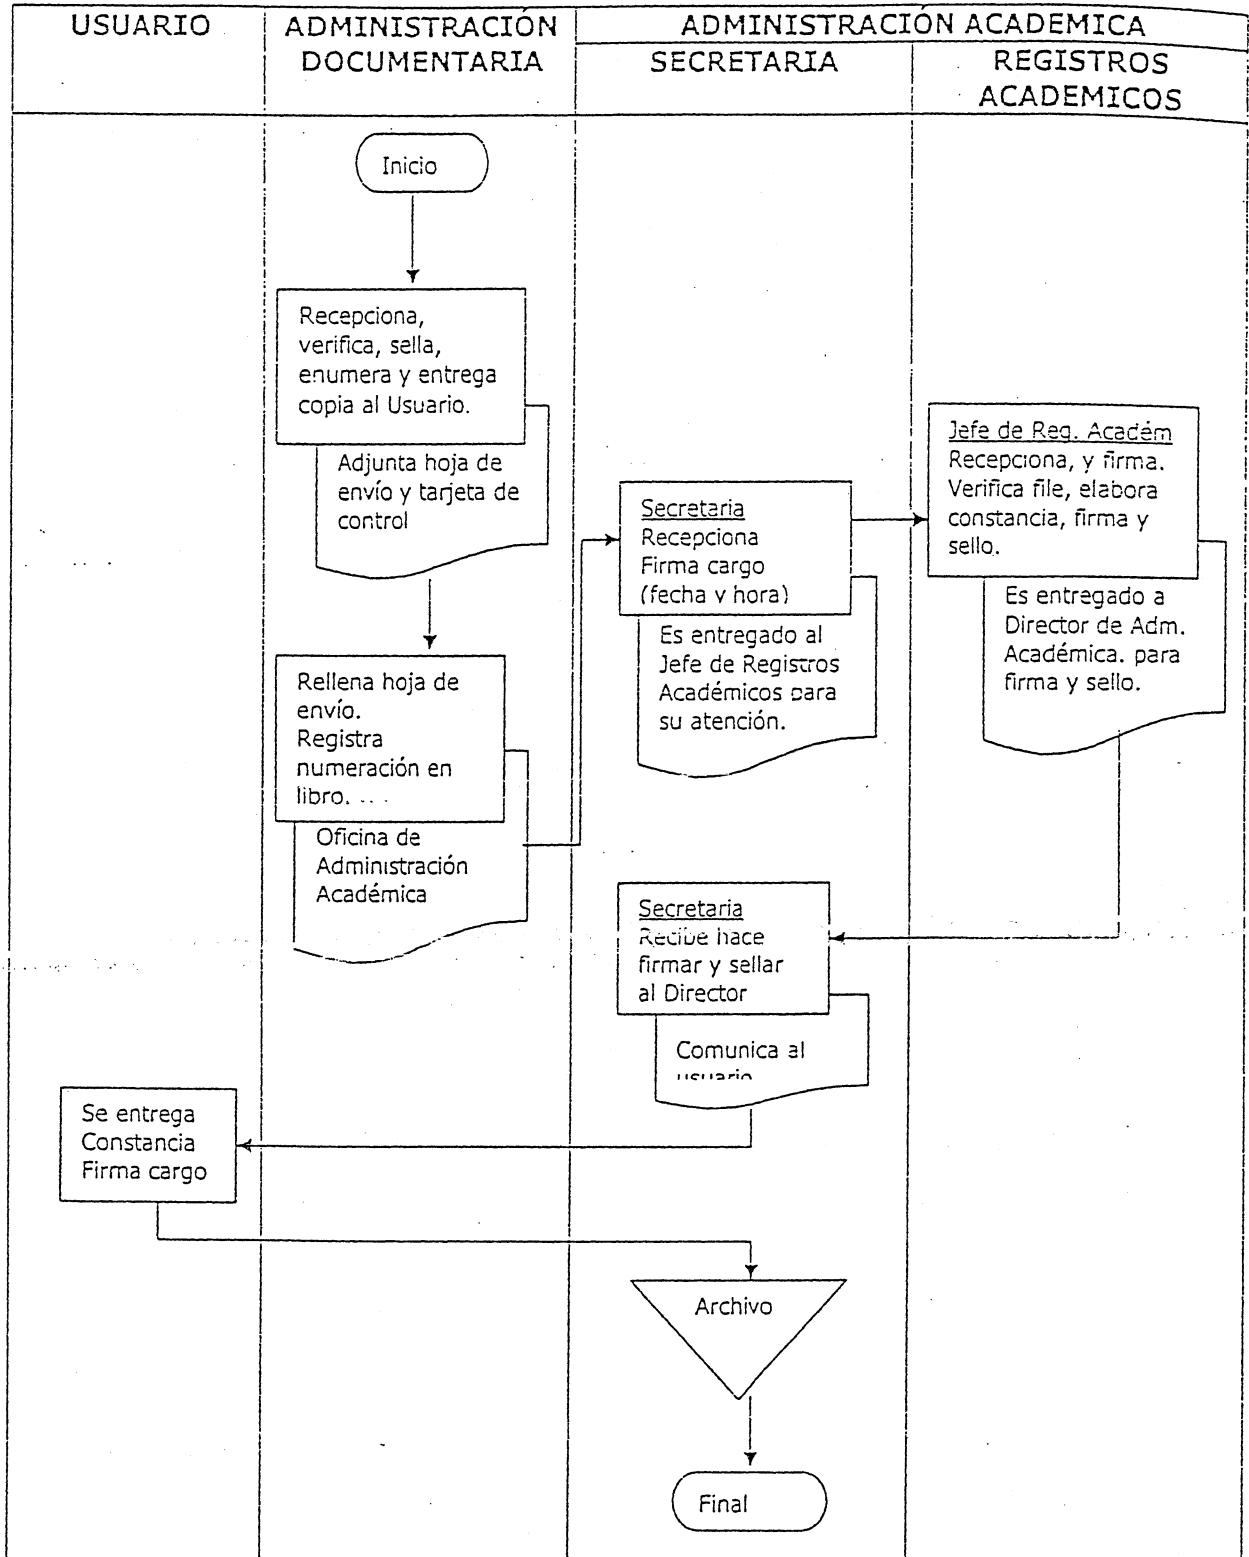 USUARIO
ADMINISTRACIÓN
DOCUMENTARIA
ADMINISTRACIÓN ACADEMICA
SECRETARIA
REGISTROS
ACADEMICOS
Inicio
Recepciona,
verifica, sella,
enumera y entrega
copia al Usuario.
Adjunta hoja de
envío y tarjeta de
control
Rellena hoja de
envío.
Registra
numeración en
libro. ...
Oficina de
Administración
Académica
Secretaria
Recepciona
Firma cargo
(fecha y hora)
Es entregado al
Jefe de Registros
Académicos para
su atención.
Jefe de Reg. Académ
Recepciona, y firma.
Verifica file, elabora
constancia, firma y
sello.
Es entregado a
Director de Adm.
Académica. para
firma y sello.
Secretaria
Recibe hace
firmar y sellar
al Director
Comunica al
usuario
Se entrega
Constancia
Firma cargo
Archivo
Final